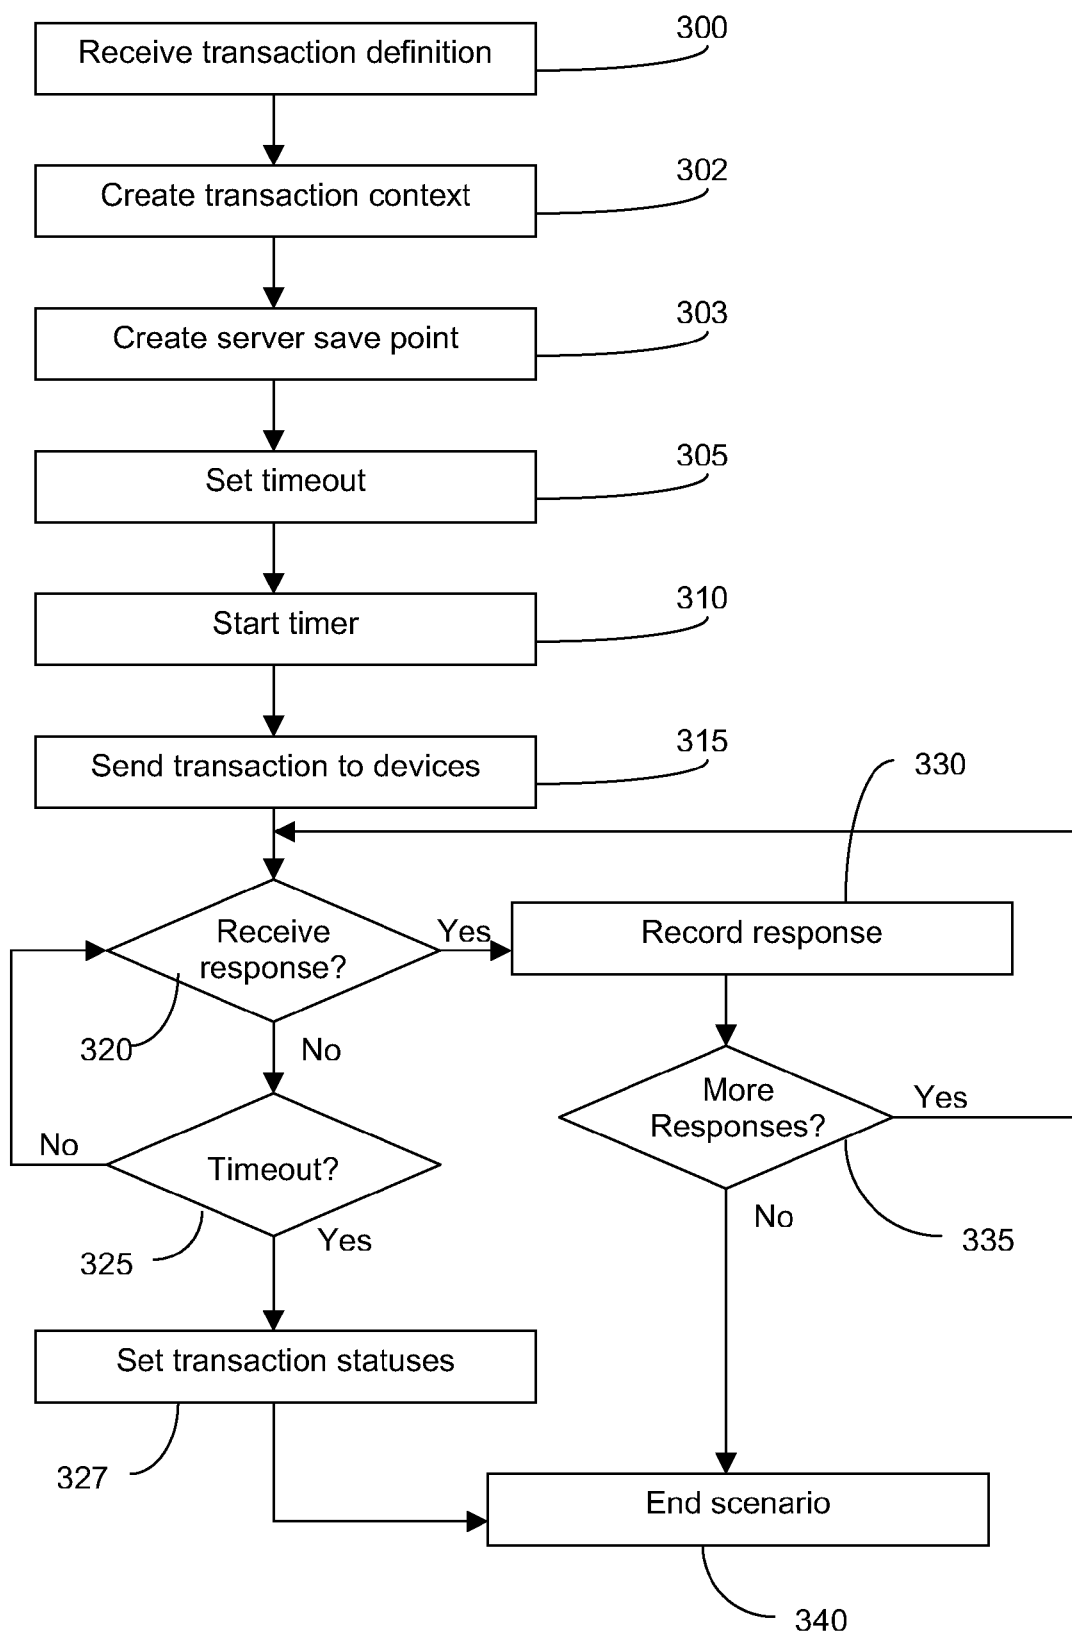 Receive transaction definition
300
Create transaction context
302
Create server save point
303
Set timeout
305
Start timer
310
Send transaction to devices
315
330
Receive
response?
Yes
Record response
320
No
More
Responses?
Yes
No
Timeout?
325
Yes
No
335
Set transaction statuses
327
End scenario
340